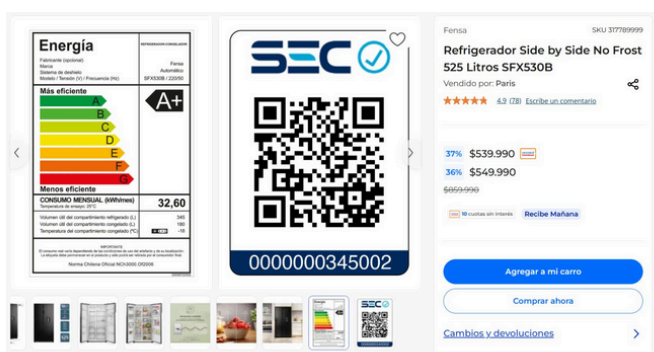 Energía
REFRIGERADOR-CONGELADOR
Fabricante (opcional)
Marca
Sistema de deshielo
Modelo / Tensión (V) / Frecuencia (Hz)
Fensa
Automático
SFX530B / 220/50
Más eficiente
A
B
C
D
E
F
G
A+
Menos eficiente
CONSUMO MENSUAL (kWh/mes)
Temperatura de ensayo: 25°C
32,60
Volumen útil del compartimiento refrigerado (L) 345
Volumen útil del compartimiento congelado (L) 180
Temperatura del compartimiento congelado (°C) -18
IMPORTANTE
Norma Chilena Oficial NCh3000.Of2006
SEC
0000000345002
Fensa
SKU 317789999
Refrigerador Side by Side No Frost
525 Litros SFX530B
Vendido por: Paris
4.9 (78) Escribe un comentario
37% $539.990
36% $549.990
$859.990
10 cuotas sin interés
Recibe Mañana
Agregar a mi carro
Comprar ahora
Cambios y devoluciones